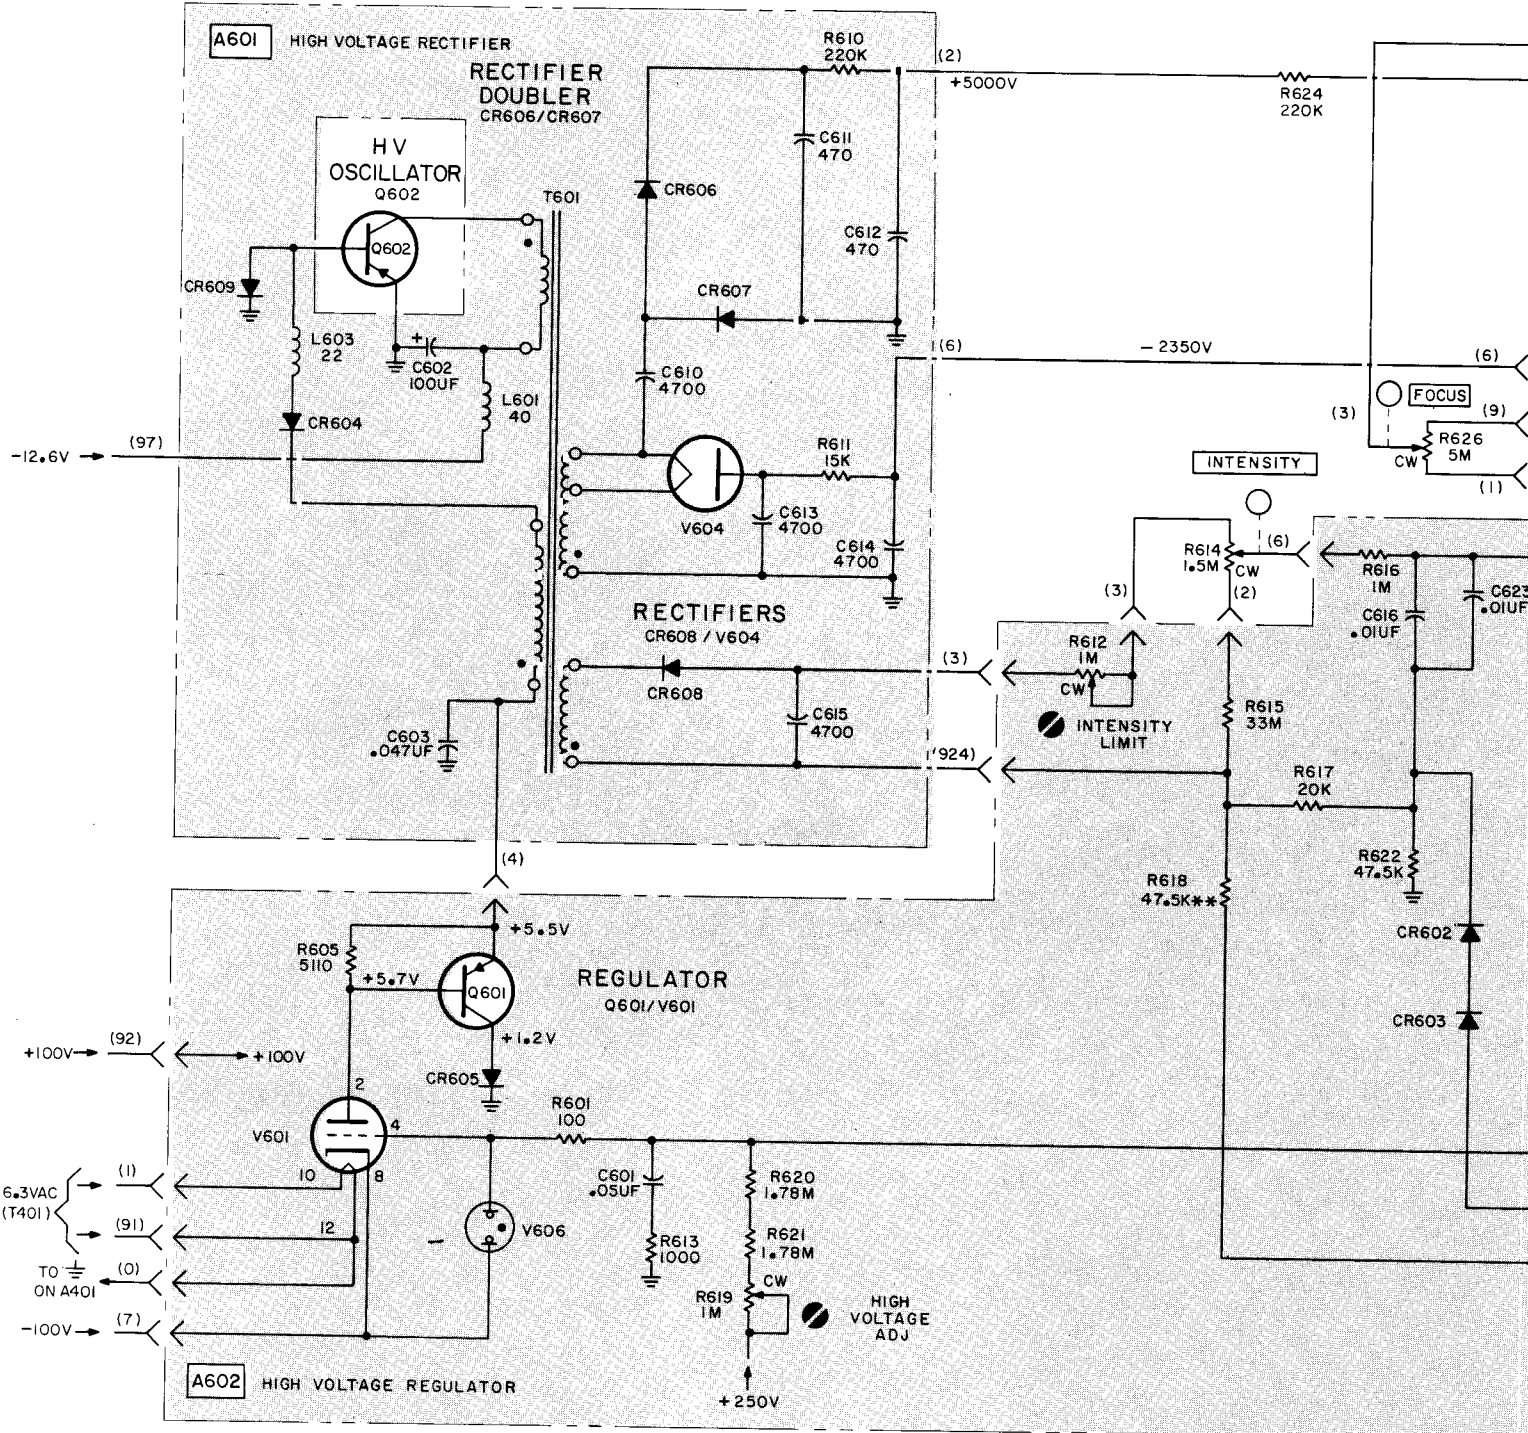 A601 HIGH VOLTAGE RECTIFIER
RECTIFIER
DOUBLER
CR606/CR607
R610
220K
(2)
+5000V
R624
220K
HV
OSCILLATOR
Q602
Q602
T601
C611
470
CR606
C612
470
CR609
CR607
L603
22
+
C602
100UF
L601
40
C610
4700
(6)
-2350V
(6)
FOCUS
(3)
(9)
R626
5M
CW
(1)
CR604
-12.6V
(97)
R611
15K
V604
C613
4700
C614
4700
INTENSITY
R614
1.5M
CW
(6)
(3)
(2)
R616
1M
C616
.01UF
C623
.01UF
RECTIFIERS
CR608 / V604
(3)
R612
1M
CW
CR608
C615
4700
INTENSITY
LIMIT
R615
33M
C603
.047UF
(924)
R617
20K
(4)
R618
47.5K**
R622
47.5K
CR602
CR603
+5.5V
R605
5110
+5.7V
Q601
REGULATOR
Q601/V601
+1.2V
+100V
(92)
+100V
CR605
2
V601
4
R601
100
10
8
12
6.3VAC
(T401)
(1)
(91)
C601
.05UF
R620
1.78M
V606
R613
1000
R621
1.78M
TO
ON A401
(0)
CW
R619
1M
HIGH
VOLTAGE
ADJ
-100V
(7)
A602 HIGH VOLTAGE REGULATOR
+250V